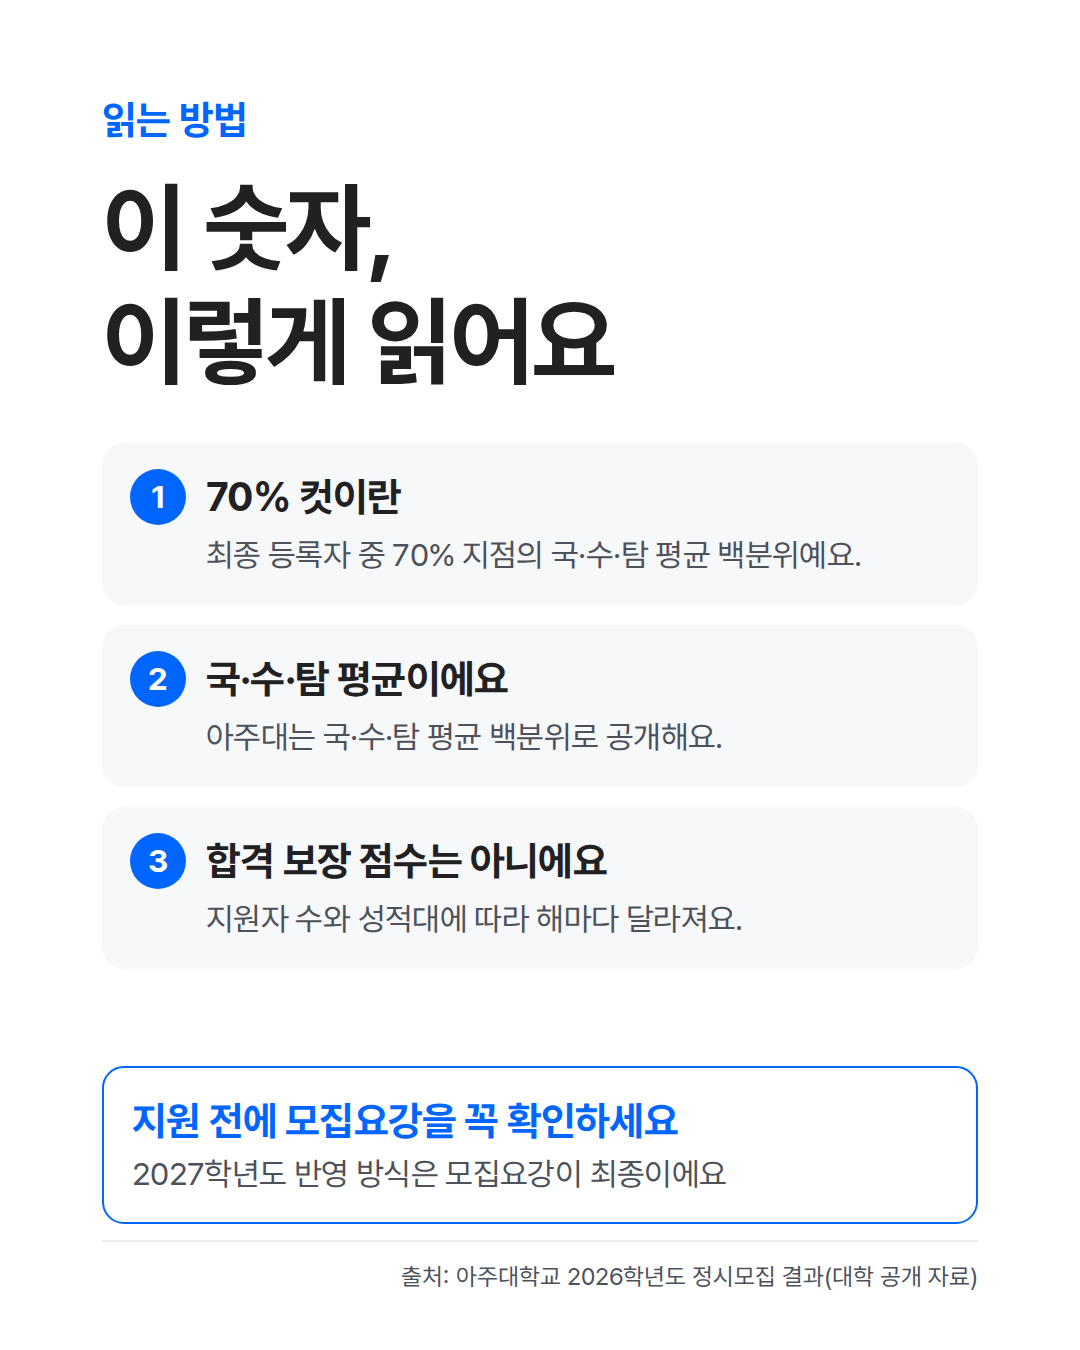 읽는 방법
이 숫자,
이렇게 읽어요
1 70% 컷이란
최종 등록자 중 70% 지점의 국·수·탐 평균 백분위예요.
2 국·수·탐 평균이에요
아주대는 국·수·탐 평균 백분위로 공개해요.
3 합격 보장 점수는 아니에요
지원자 수와 성적대에 따라 해마다 달라져요.
지원 전에 모집요강을 꼭 확인하세요
2027학년도 반영 방식은 모집요강이 최종이에요
출처: 아주대학교 2026학년도 정시모집 결과(대학 공개 자료)